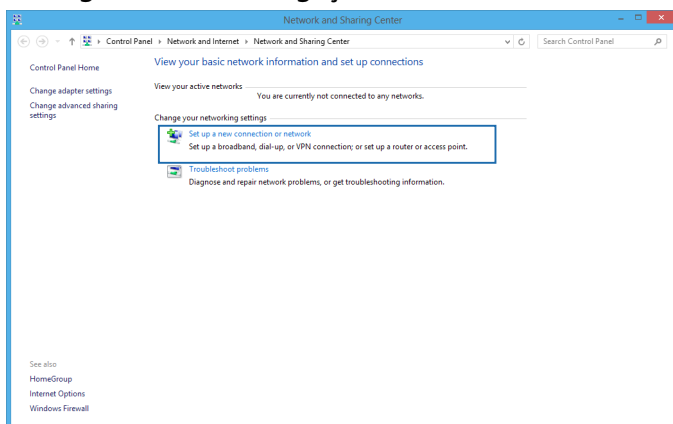 Network and Sharing Center
Control Panel ▸ Network and Internet ▸ Network and Sharing Center
Search Control Panel
Control Panel Home
Change adapter settings
Change advanced sharing
settings
View your basic network information and set up connections
View your active networks
You are currently not connected to any networks.
Change your networking settings
Set up a new connection or network
Set up a broadband, dial-up, or VPN connection; or set up a router or access point.
Troubleshoot problems
Diagnose and repair network problems, or get troubleshooting information.
See also
HomeGroup
Internet Options
Windows Firewall